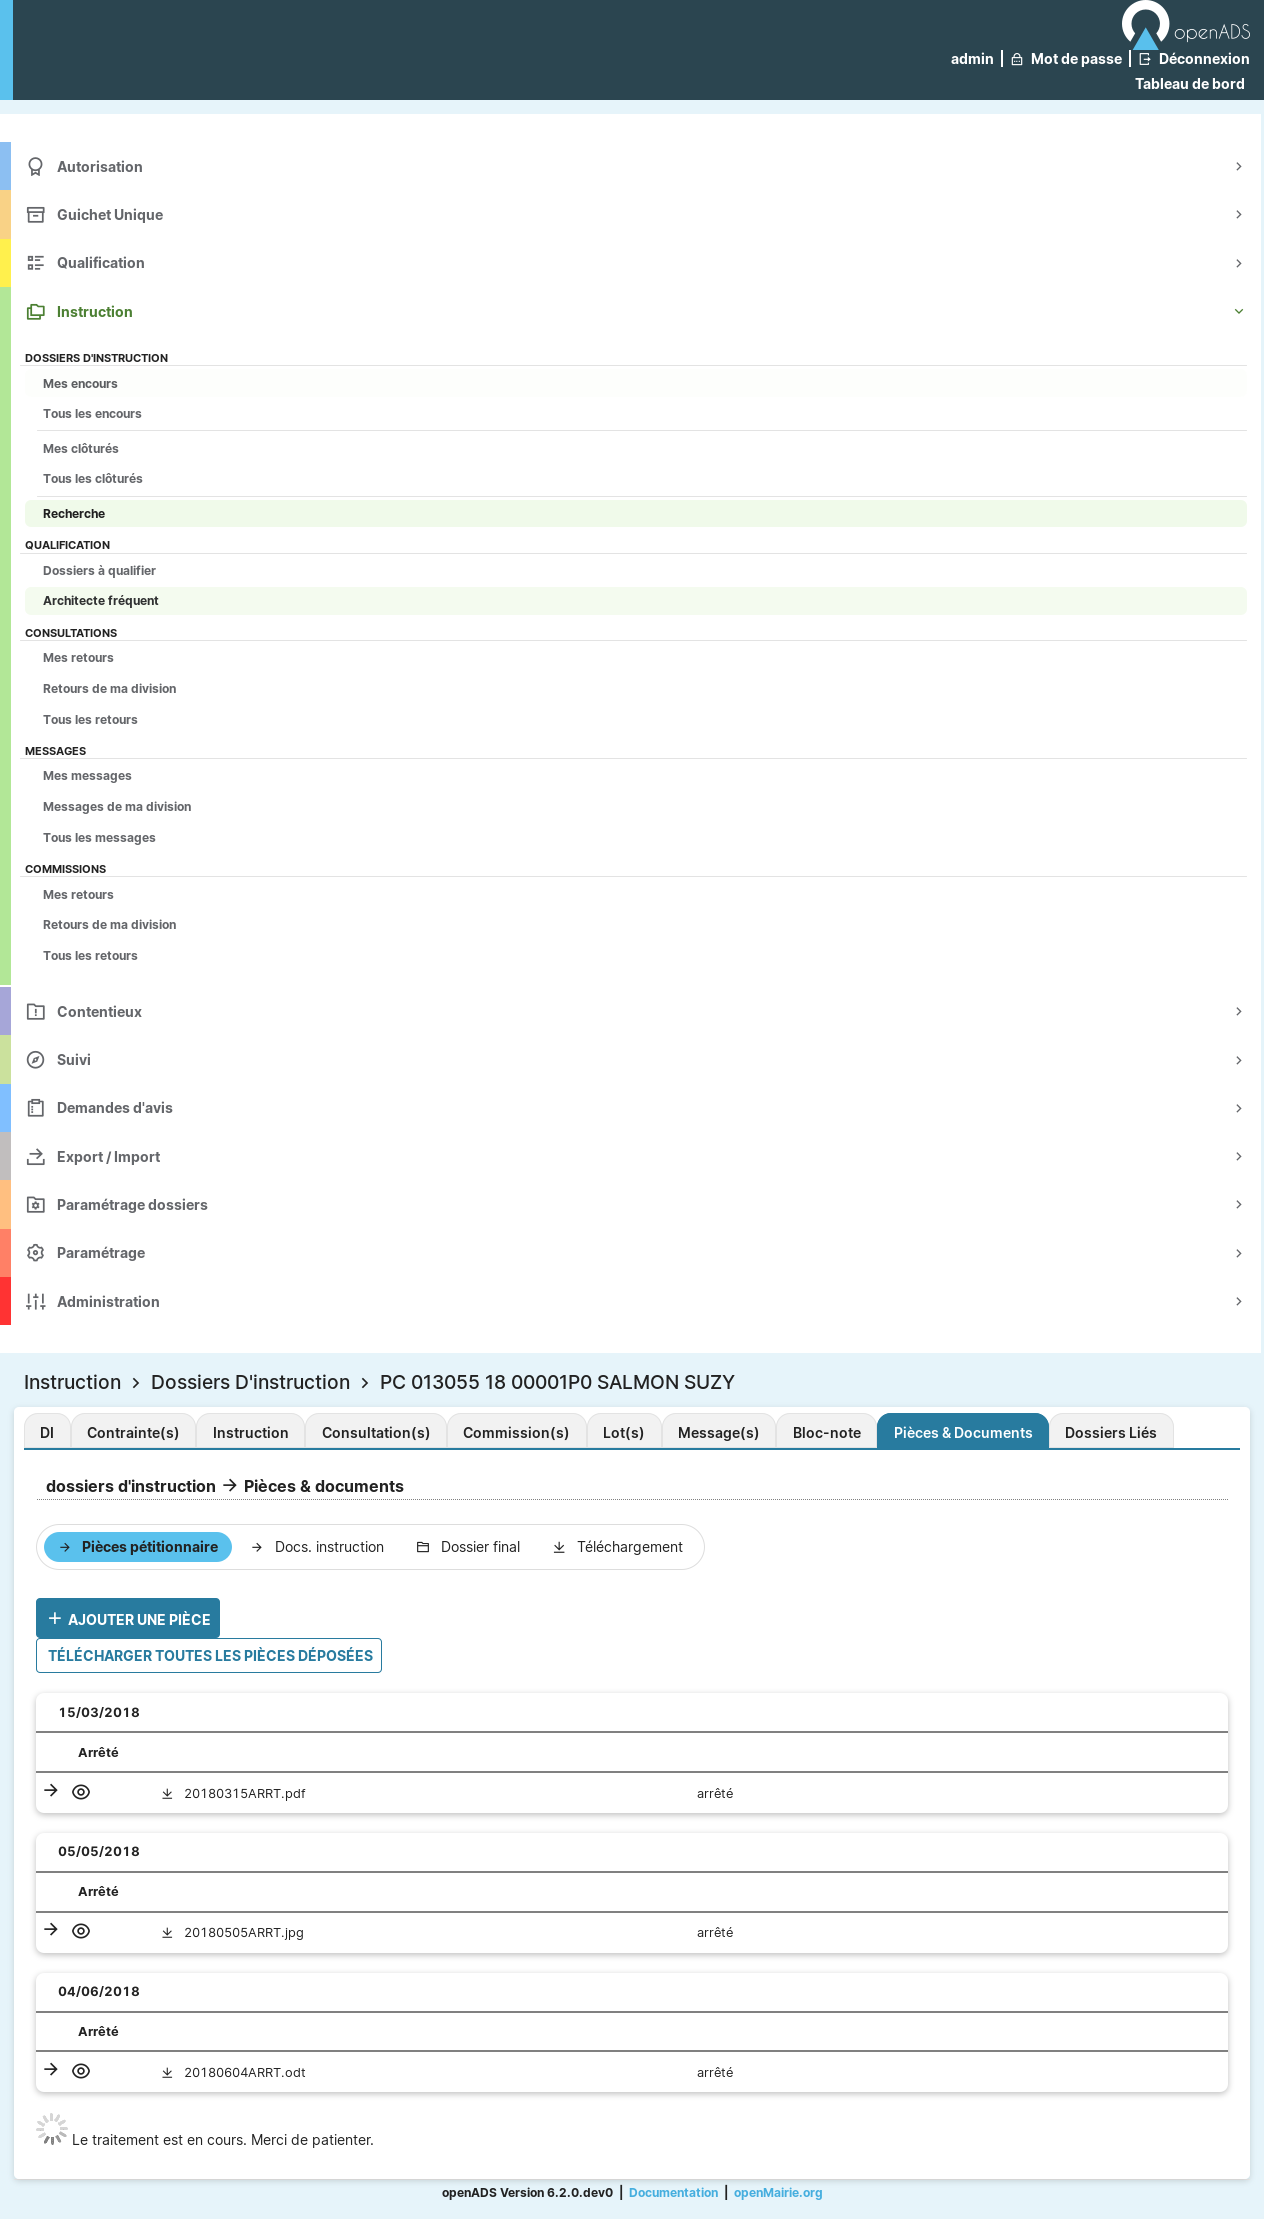 openADS
admin | Mot de passe | Déconnexion
Tableau de bord
Autorisation
Guichet Unique
Qualification
Instruction
DOSSIERS D'INSTRUCTION
Mes encours
Tous les encours
Mes clôturés
Tous les clôturés
Recherche
QUALIFICATION
Dossiers à qualifier
Architecte fréquent
CONSULTATIONS
Mes retours
Retours de ma division
Tous les retours
MESSAGES
Mes messages
Messages de ma division
Tous les messages
COMMISSIONS
Mes retours
Retours de ma division
Tous les retours
Contentieux
Suivi
Demandes d'avis
Export / Import
Paramétrage dossiers
Paramétrage
Administration
Instruction > Dossiers D'instruction > PC 013055 18 00001P0 SALMON SUZY
DI Contrainte(s) Instruction Consultation(s) Commission(s) Lot(s) Message(s) Bloc-note Pièces & Documents Dossiers Liés
dossiers d'instruction → Pièces & documents
Pièces pétitionnaire Docs. instruction Dossier final Téléchargement
+ AJOUTER UNE PIÈCE
TÉLÉCHARGER TOUTES LES PIÈCES DÉPOSÉES
15/03/2018
Arrêté
20180315ARRT.pdf arrêté
05/05/2018
Arrêté
20180505ARRT.jpg arrêté
04/06/2018
Arrêté
20180604ARRT.odt arrêté
Le traitement est en cours. Merci de patienter.
openADS Version 6.2.0.dev0 | Documentation | openMairie.org